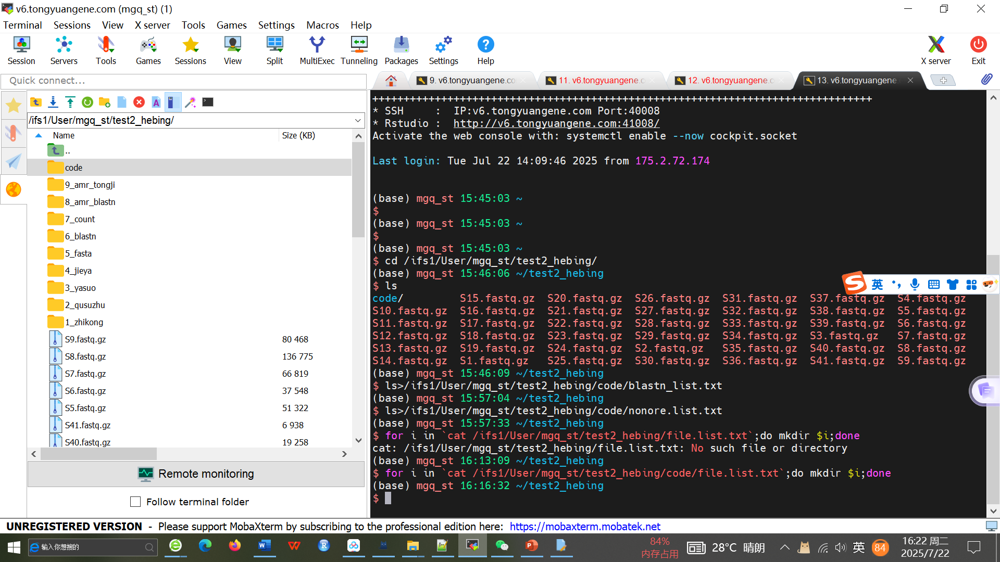 v6.tongyuangene.com (mgq_st) (1)
Terminal Sessions View X server Tools Games Settings Macros Help
Session Servers Tools Games Sessions View Split MultiExec Tunneling Packages Settings Help X server Exit
Quick connect...
9. v6.tongyuangene.co
11. v6.tongyuangene.c
12. v6.tongyuangene.c
13. v6.tongyuangene.
/ifs1/User/mgq_st/test2_hebing/
Name Size (KB)
..
code
9_amr_tongji
8_amr_blastn
7_count
6_blastn
5_fasta
4_jieya
3_yasuo
2_qusuzhu
1_zhikong
S9.fastq.gz 80 468
S8.fastq.gz 136 775
S7.fastq.gz 66 819
S6.fastq.gz 37 548
S5.fastq.gz 51 322
S41.fastq.gz 6 938
S40.fastq.gz 19 258
Remote monitoring
Follow terminal folder
++++++++++++++++++++++++++++++++++++++++++++++++++++++++++++++++++++++++++++++++
* SSH : IP:v6.tongyuangene.com Port:40008
* Rstudio : http://v6.tongyuangene.com:41008/
Activate the web console with: systemctl enable --now cockpit.socket
Last login: Tue Jul 22 14:09:46 2025 from 175.2.72.174
(base) mgq_st 15:45:03 ~
$
(base) mgq_st 15:45:03 ~
$
(base) mgq_st 15:45:03 ~
$ cd /ifs1/User/mgq_st/test2_hebing/
(base) mgq_st 15:46:06 ~/test2_hebing
$ ls
code/ S15.fastq.gz S20.fastq.gz S26.fastq.gz S31.fastq.gz S37.fastq.gz S4.fastq.gz
S10.fastq.gz S16.fastq.gz S21.fastq.gz S27.fastq.gz S32.fastq.gz S38.fastq.gz S5.fastq.gz
S11.fastq.gz S17.fastq.gz S22.fastq.gz S28.fastq.gz S33.fastq.gz S39.fastq.gz S6.fastq.gz
S12.fastq.gz S18.fastq.gz S23.fastq.gz S29.fastq.gz S34.fastq.gz S3.fastq.gz S7.fastq.gz
S13.fastq.gz S19.fastq.gz S24.fastq.gz S2.fastq.gz S35.fastq.gz S40.fastq.gz S8.fastq.gz
S14.fastq.gz S1.fastq.gz S25.fastq.gz S30.fastq.gz S36.fastq.gz S41.fastq.gz S9.fastq.gz
(base) mgq_st 15:46:09 ~/test2_hebing
$ ls>/ifs1/User/mgq_st/test2_hebing/code/blastn_list.txt
(base) mgq_st 15:57:04 ~/test2_hebing
$ ls>/ifs1/User/mgq_st/test2_hebing/code/nonore.list.txt
(base) mgq_st 15:57:33 ~/test2_hebing
$ for i in `cat /ifs1/User/mgq_st/test2_hebing/file.list.txt`;do mkdir $i;done
cat: /ifs1/User/mgq_st/test2_hebing/file.list.txt: No such file or directory
(base) mgq_st 16:13:09 ~/test2_hebing
$ for i in `cat /ifs1/User/mgq_st/test2_hebing/code/file.list.txt`;do mkdir $i;done
(base) mgq_st 16:16:32 ~/test2_hebing
$
英
UNREGISTERED VERSION - Please support MobaXterm by subscribing to the professional edition here: https://mobaxterm.mobatek.net
输入你想搜的
84%
内存占用
28°C 晴朗
英
84
16:22 周二
2025/7/22